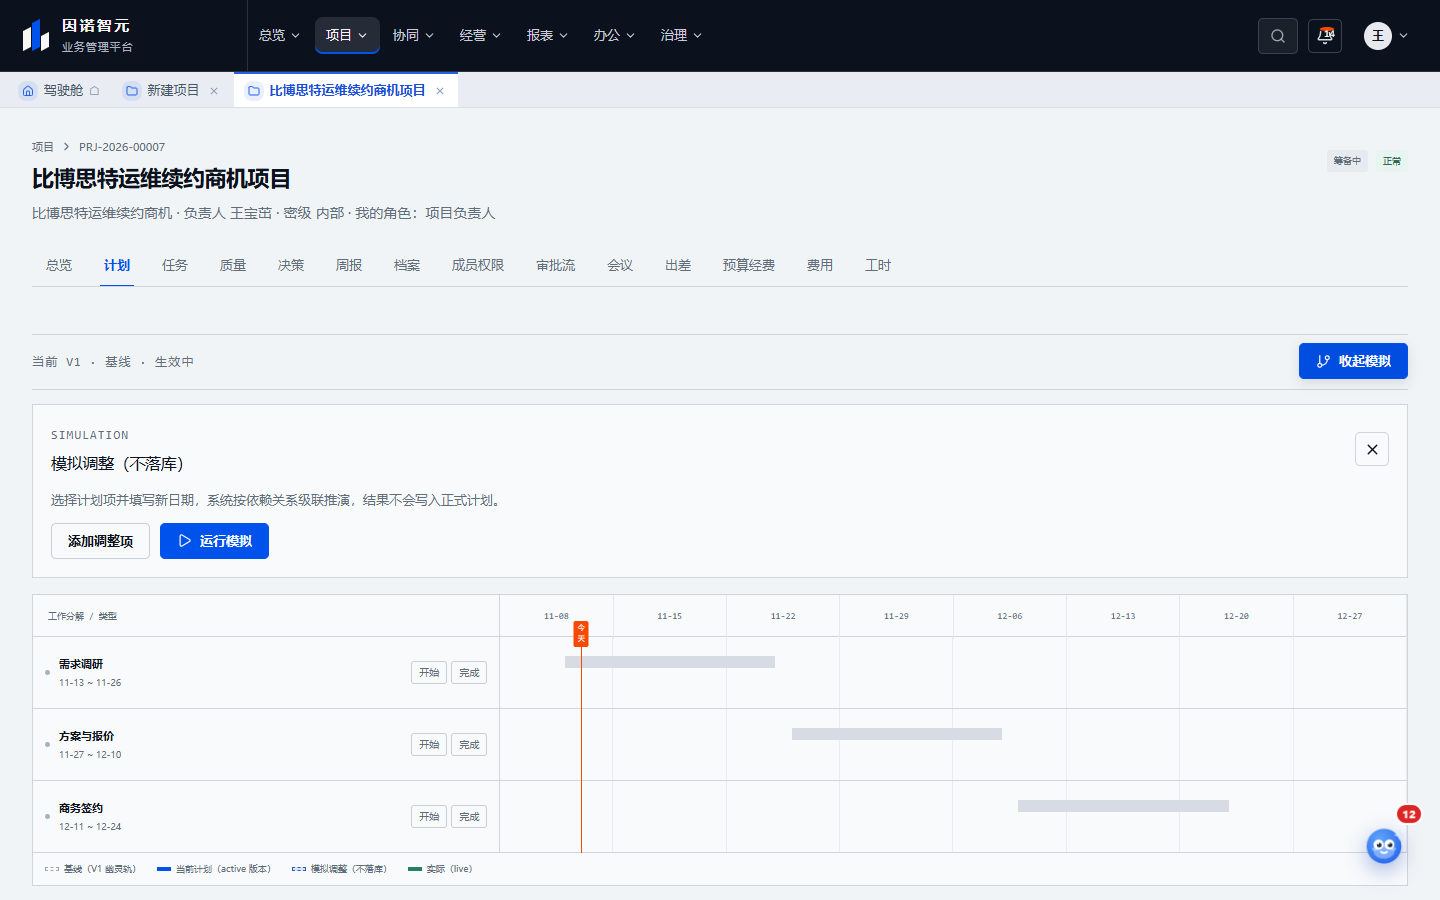 因诺智元
业务管理平台
总览 项目 协同 经营 报表 办公 治理
王
驾驶舱 新建项目 比博思特运维续约商机项目
项目 > PRJ-2026-00007
比博思特运维续约商机项目
筹备中 正常
比博思特运维续约商机 · 负责人 王宝茁 · 密级 内部 · 我的角色：项目负责人
总览 计划 任务 质量 决策 周报 档案 成员权限 审批流 会议 出差 预算经费 费用 工时
当前 V1 · 基线 · 生效中
收起模拟
SIMULATION
模拟调整（不落库）
选择计划项并填写新日期，系统按依赖关系级联推演，结果不会写入正式计划。
添加调整项 运行模拟
工作分解 / 类型 11-08 11-15 11-22 11-29 12-06 12-13 12-20 12-27
今天
需求调研
11-13 ~ 11-26
开始 完成
方案与报价
11-27 ~ 12-10
开始 完成
商务签约
12-11 ~ 12-24
开始 完成
12
基线（V1 幽灵轨） 当前计划（active 版本） 模拟调整（不落库） 实际（live）